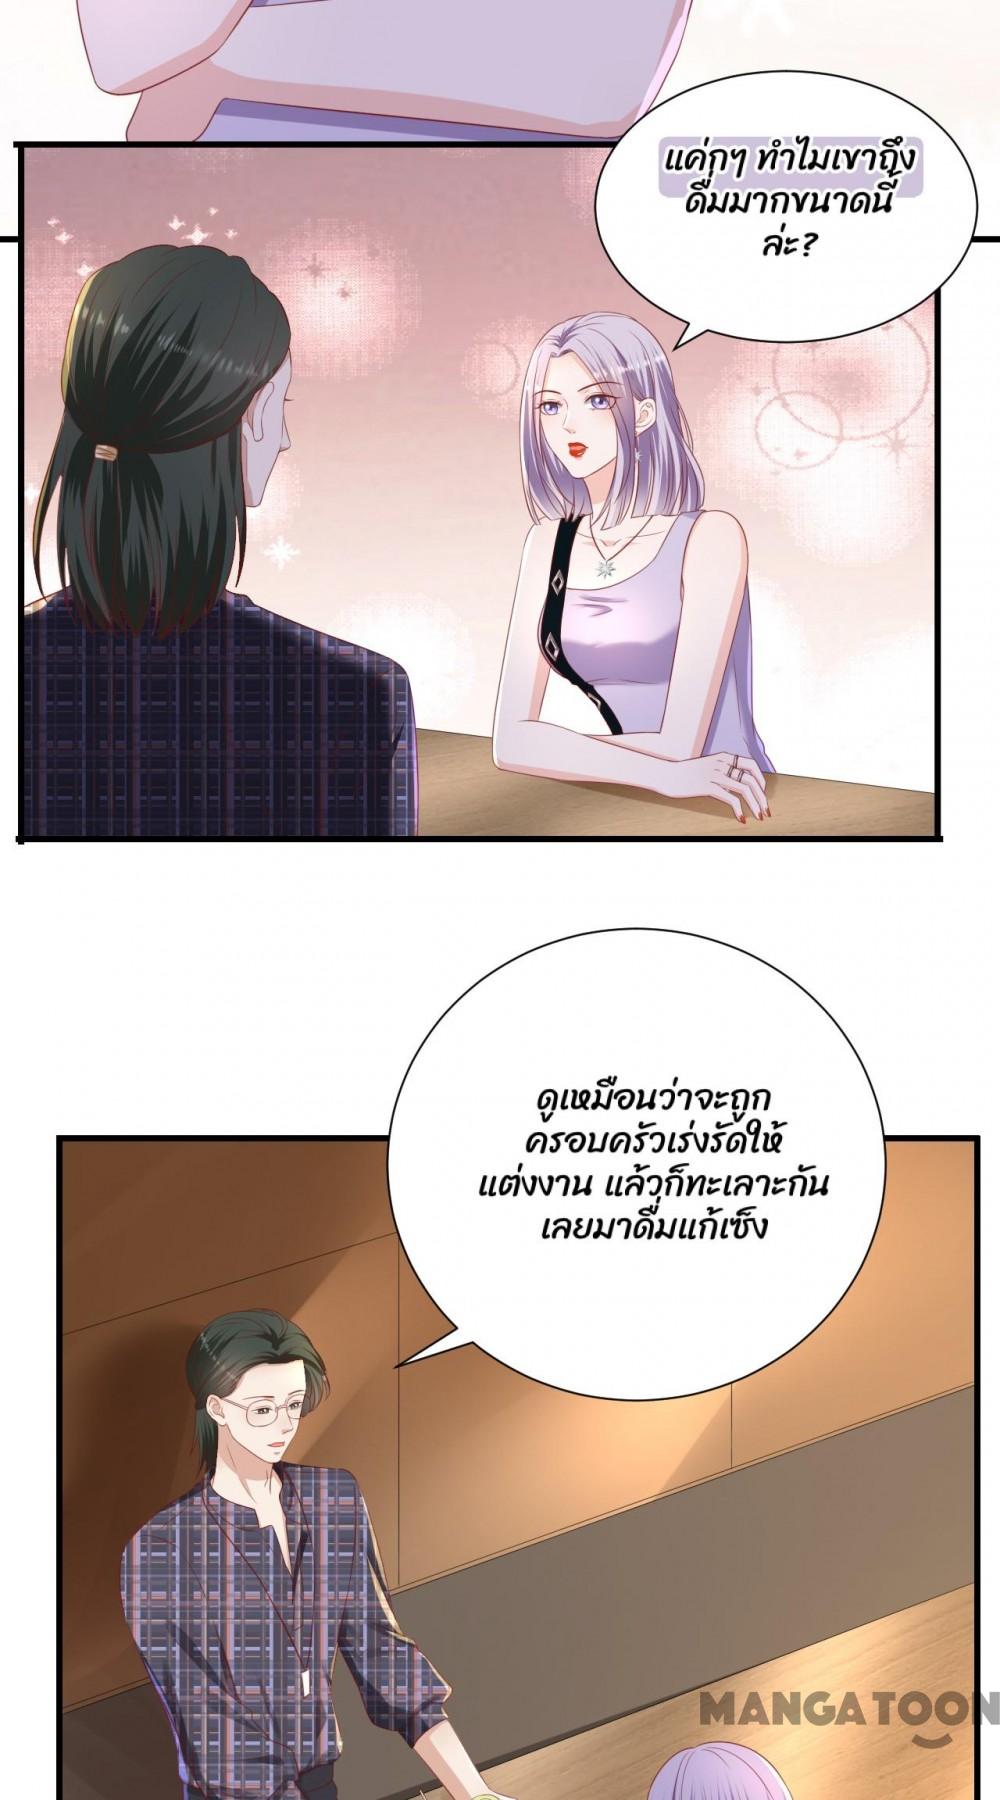 แค่กๆ ทำไมเขาถึง
ดื่มมากขนาดนี้
ล่ะ?
ดูเหมือนว่าจะถูก
ครอบครัวเร่งรัดให้
แต่งงาน แล้วก็ทะเลาะกัน
เลยมาดื่มแก้เซ็ง
MANGATOON